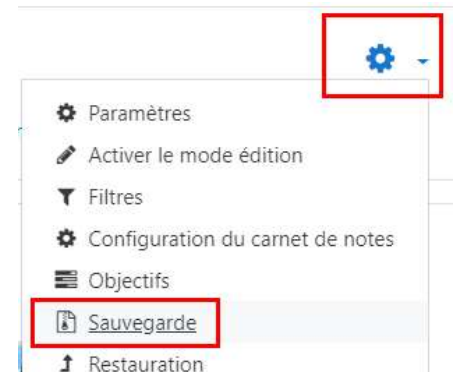 Paramètres
Activer le mode édition
Filtres
Configuration du carnet de notes
Objectifs
Sauvegarde
Restauration